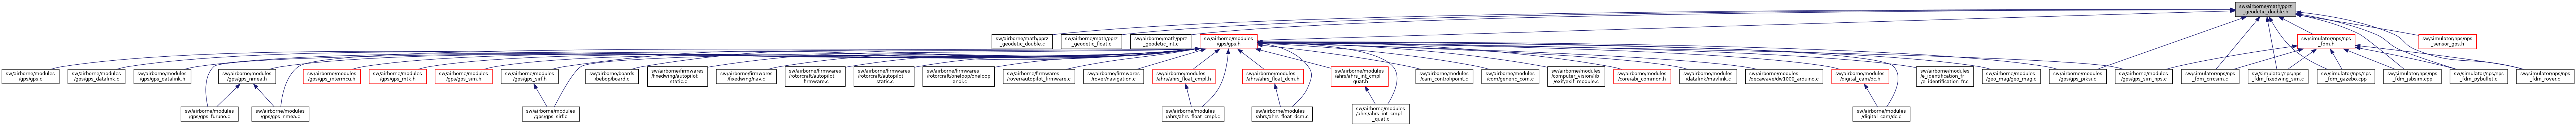 sw/airborne/math/pprz
_geodetic_double.h
sw/airborne/math/pprz
_geodetic_double.c
sw/airborne/math/pprz
_geodetic_float.c
sw/airborne/math/pprz
_geodetic_int.c
sw/airborne/modules
/gps/gps.h
sw/simulator/nps/nps
_fdm.h
sw/simulator/nps/nps
_sensor_gps.h
sw/airborne/modules
/gps/gps.c
sw/airborne/modules
/gps/gps_datalink.c
sw/airborne/modules
/gps/gps_datalink.h
sw/airborne/modules
/gps/gps_nmea.h
sw/airborne/modules
/gps/gps_intermcu.h
sw/airborne/modules
/gps/gps_mtk.h
sw/airborne/modules
/gps/gps_sim.h
sw/airborne/modules
/gps/gps_sirf.h
sw/airborne/boards
/bebop/board.c
sw/airborne/firmwares
/fixedwing/autopilot
_static.c
sw/airborne/firmwares
/fixedwing/nav.c
sw/airborne/firmwares
/rotorcraft/autopilot
_firmware.c
sw/airborne/firmwares
/rotorcraft/autopilot
_static.c
sw/airborne/firmwares
/rotorcraft/oneloop/oneloop
_andi.c
sw/airborne/firmwares
/rover/autopilot_firmware.c
sw/airborne/firmwares
/rover/navigation.c
sw/airborne/modules
/ahrs/ahrs_float_cmpl.h
sw/airborne/modules
/ahrs/ahrs_float_dcm.h
sw/airborne/modules
/ahrs/ahrs_int_cmpl
_quat.h
sw/airborne/modules
/cam_control/point.c
sw/airborne/modules
/com/generic_com.c
sw/airborne/modules
/computer_vision/lib
/exif/exif_module.c
sw/airborne/modules
/core/abi_common.h
sw/airborne/modules
/datalink/mavlink.c
sw/airborne/modules
/decawave/dw1000_arduino.c
sw/airborne/modules
/digital_cam/dc.h
sw/airborne/modules
/e_identification_fr
/e_identification_fr.c
sw/airborne/modules
/geo_mag/geo_mag.c
sw/airborne/modules
/gps/gps_piksi.c
sw/airborne/modules
/gps/gps_sim_nps.c
sw/simulator/nps/nps
_fdm_crrcsim.c
sw/simulator/nps/nps
_fdm_fixedwing_sim.c
sw/simulator/nps/nps
_fdm_gazebo.cpp
sw/simulator/nps/nps
_fdm_jsbsim.cpp
sw/simulator/nps/nps
_fdm_pybullet.c
sw/simulator/nps/nps
_fdm_rover.c
sw/airborne/modules
/gps/gps_furuno.c
sw/airborne/modules
/gps/gps_nmea.c
sw/airborne/modules
/gps/gps_sirf.c
sw/airborne/modules
/ahrs/ahrs_float_cmpl.c
sw/airborne/modules
/ahrs/ahrs_float_dcm.c
sw/airborne/modules
/ahrs/ahrs_int_cmpl
_quat.c
sw/airborne/modules
/digital_cam/dc.c